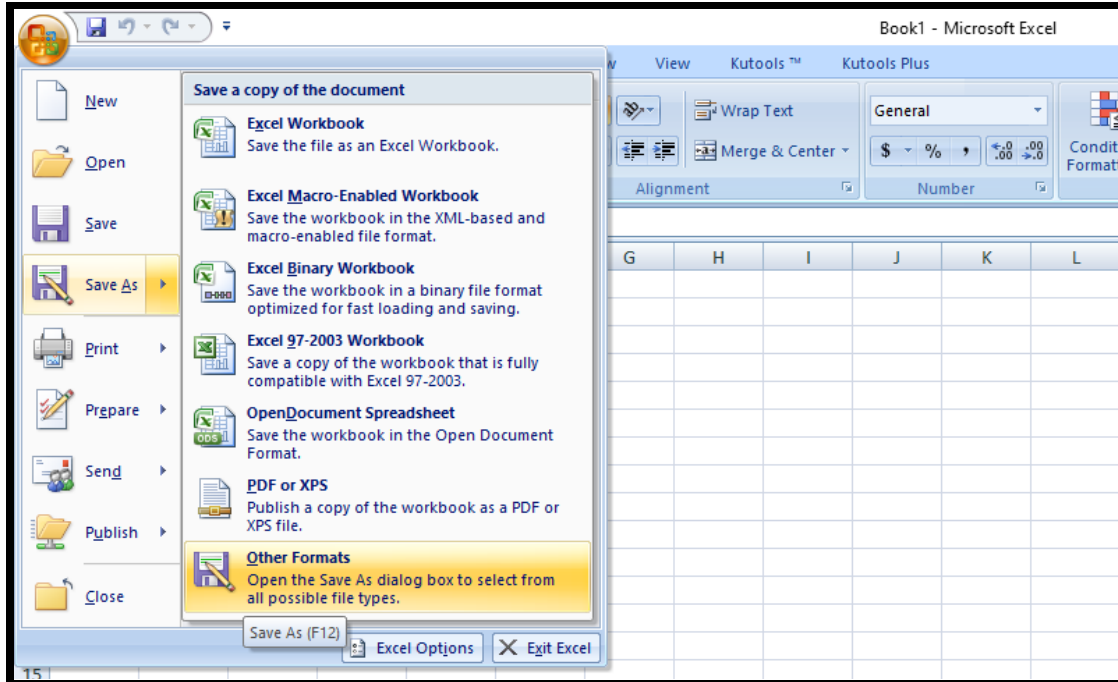 Book1 - Microsoft Excel
View Kutools ™ Kutools Plus
New
Open
Save
Save As
Print
Prepare
Send
Publish
Close
Save a copy of the document
Excel Workbook
Save the file as an Excel Workbook.
Excel Macro-Enabled Workbook
Save the workbook in the XML-based and
macro-enabled file format.
Excel Binary Workbook
Save the workbook in a binary file format
optimized for fast loading and saving.
Excel 97-2003 Workbook
Save a copy of the workbook that is fully
compatible with Excel 97-2003.
OpenDocument Spreadsheet
ODS
Save the workbook in the Open Document
Format.
PDF or XPS
Publish a copy of the workbook as a PDF or
XPS file.
Other Formats
Open the Save As dialog box to select from
all possible file types.
Save As (F12)
Excel Options
Exit Excel
Wrap Text
Merge & Center
Alignment
General
$ % , .0 .00 .00 .0
Number
Condit
Format
G H I J K L
15